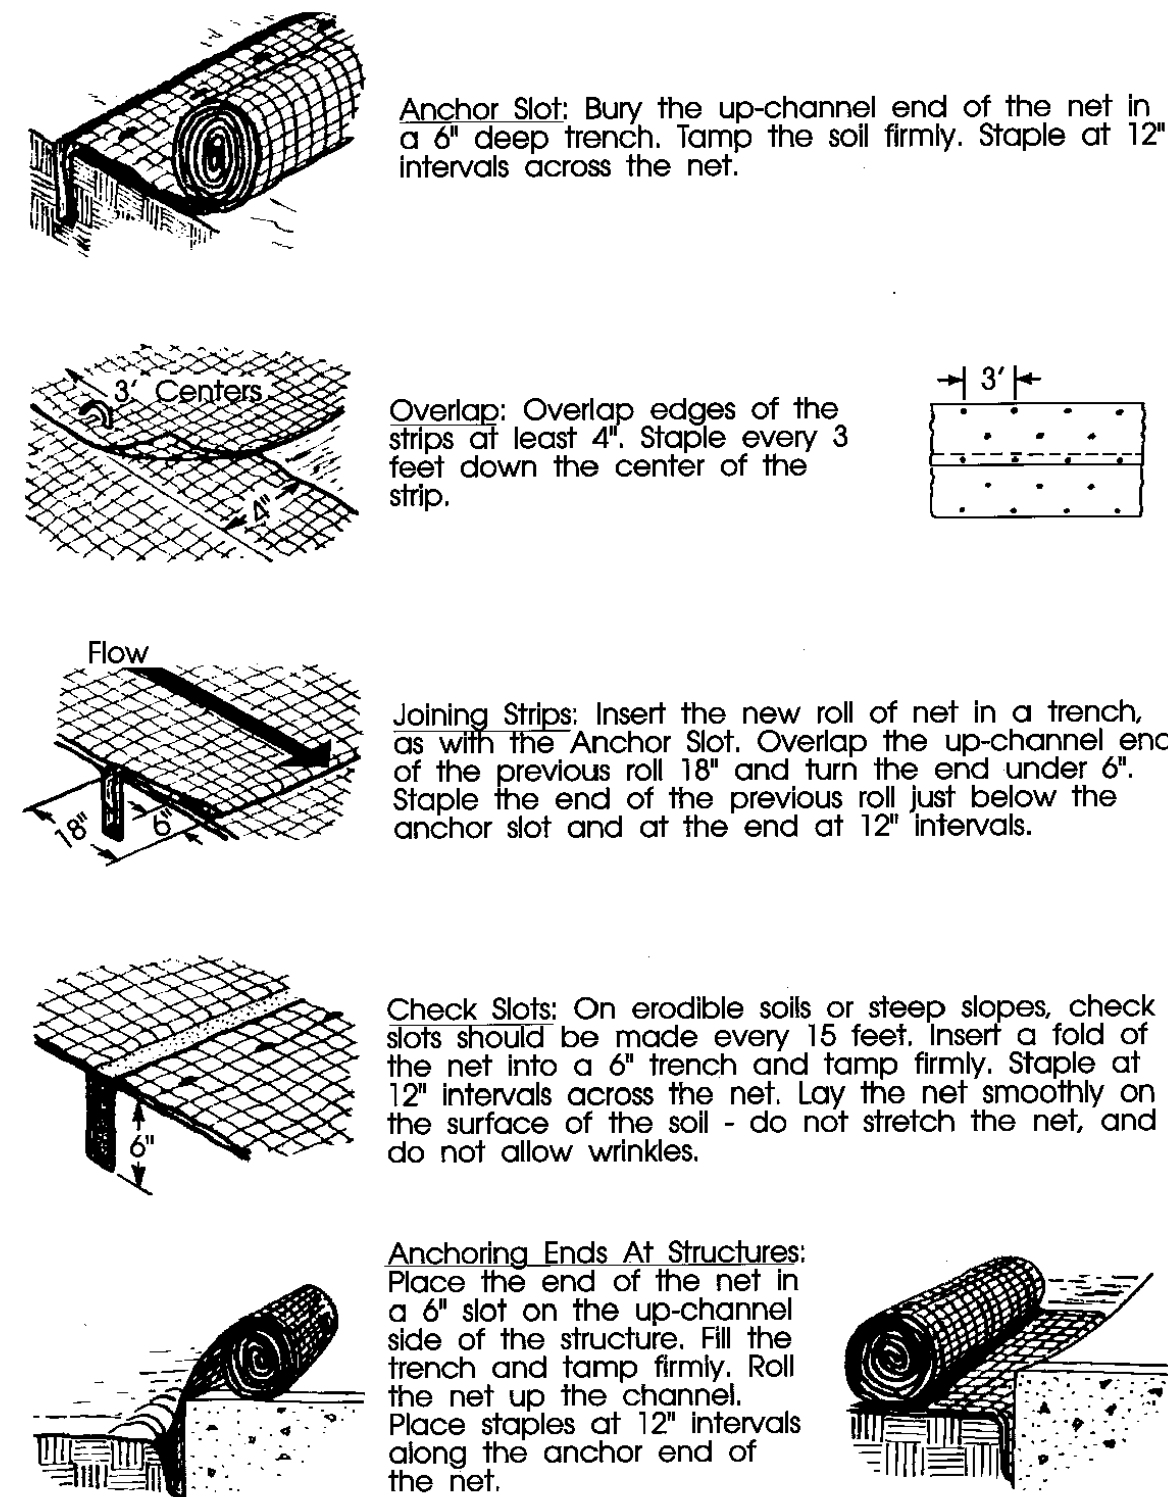 Anchor Slot: Bury the up-channel end of the net in
a 6" deep trench. Tamp the soil firmly. Staple at 12"
intervals across the net.
3' Centers
4"
Overlap: Overlap edges of the
strips at least 4". Staple every 3
feet down the center of the
strip.
3'
Flow
18"
6"
Joining Strips: Insert the new roll of net in a trench,
as with the Anchor Slot. Overlap the up-channel end
of the previous roll 18" and turn the end under 6".
Staple the end of the previous roll just below the
anchor slot and at the end at 12" intervals.
6"
Check Slots: On erodible soils or steep slopes, check
slots should be made every 15 feet. Insert a fold of
the net into a 6" trench and tamp firmly. Staple at
12" intervals across the net. Lay the net smoothly on
the surface of the soil - do not stretch the net, and
do not allow wrinkles.
Anchoring Ends At Structures:
Place the end of the net in
a 6" slot on the up-channel
side of the structure. Fill the
trench and tamp firmly. Roll
the net up the channel.
Place staples at 12" intervals
along the anchor end of
the net.